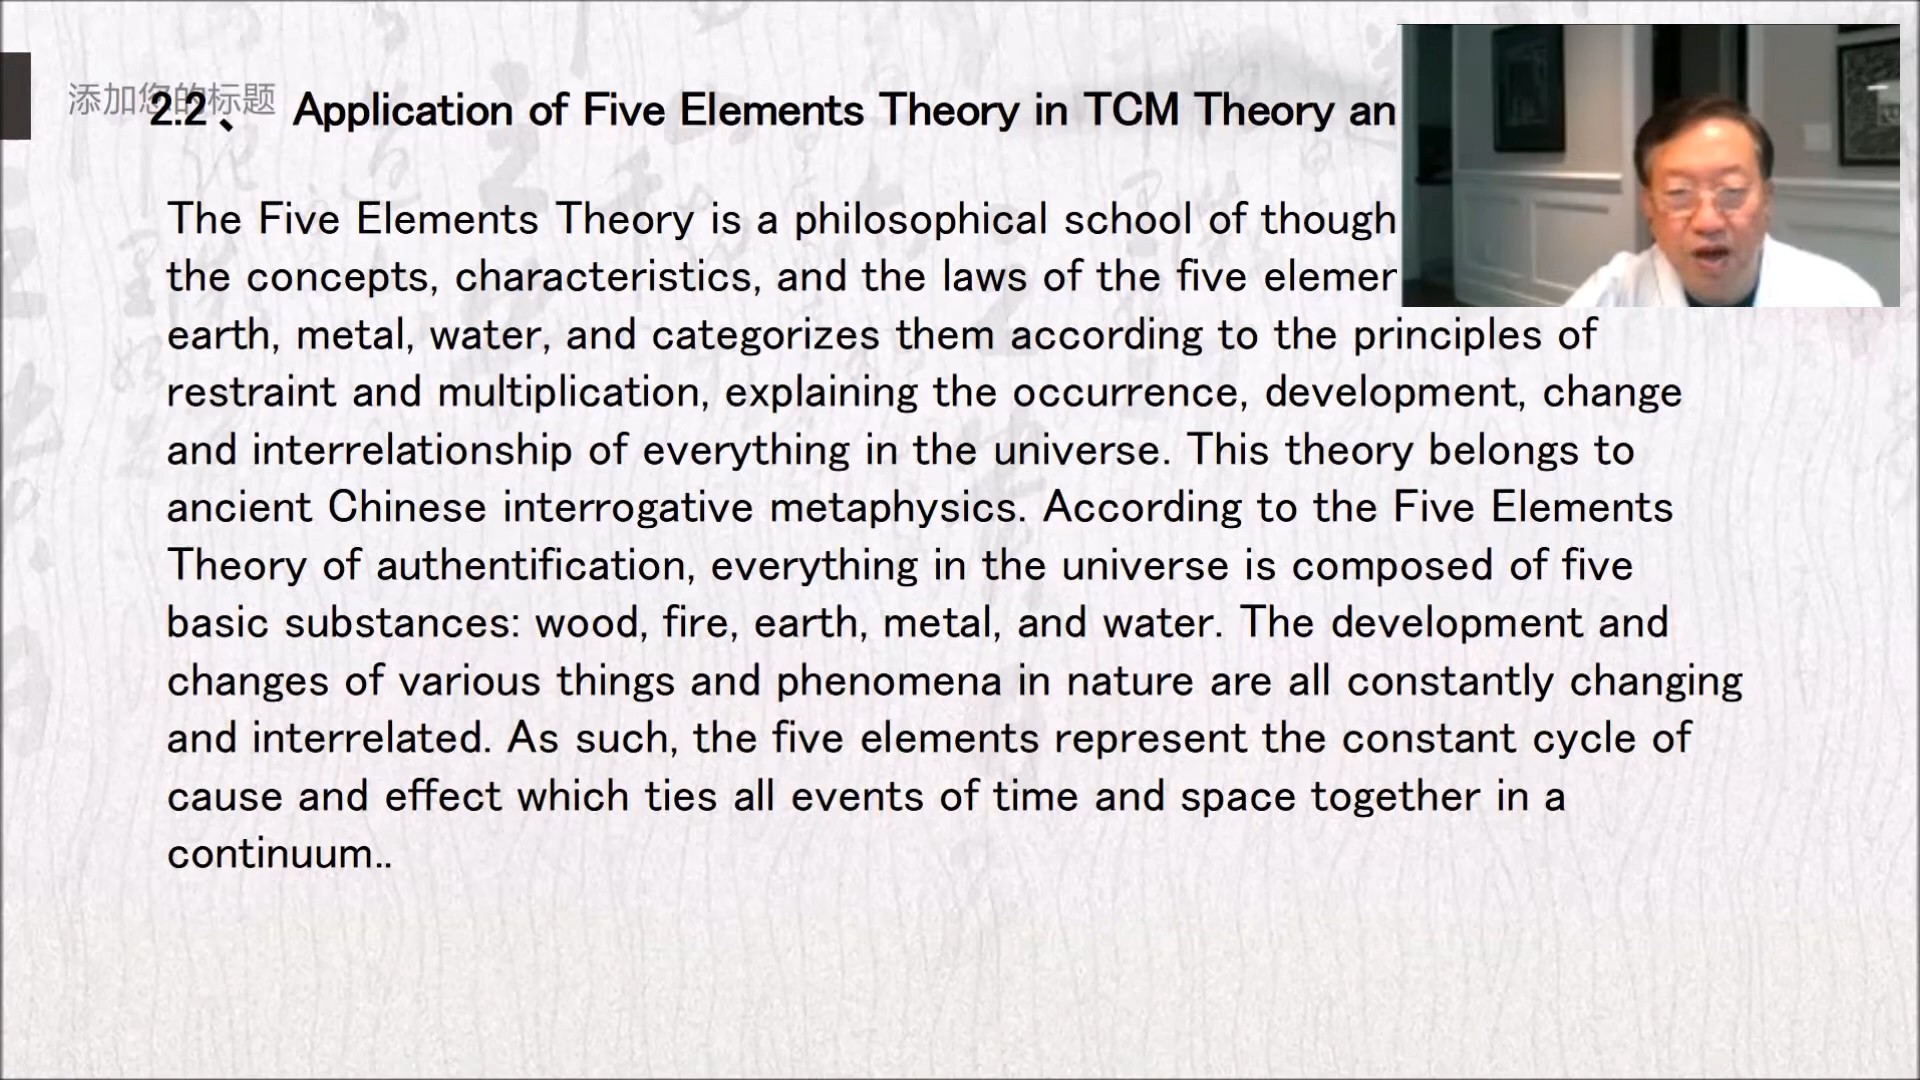 添加您的标题
2.2、 Application of Five Elements Theory in TCM Theory an
The Five Elements Theory is a philosophical school of though
the concepts, characteristics, and the laws of the five
earth, metal, water, and categorizes them according to the principles of
restraint and multiplication, explaining the occurrence, development, change
and interrelationship of everything in the universe. This theory belongs to
ancient Chinese interrogative metaphysics. According to the Five Elements
Theory of authentification, everything in the universe is composed of five
basic substances: wood, fire, earth, metal, and water. The development and
changes of various things and phenomena in nature are all constantly changing
and interrelated. As such, the five elements represent the constant cycle of
cause and effect which ties all events of time and space together in a
continuum..